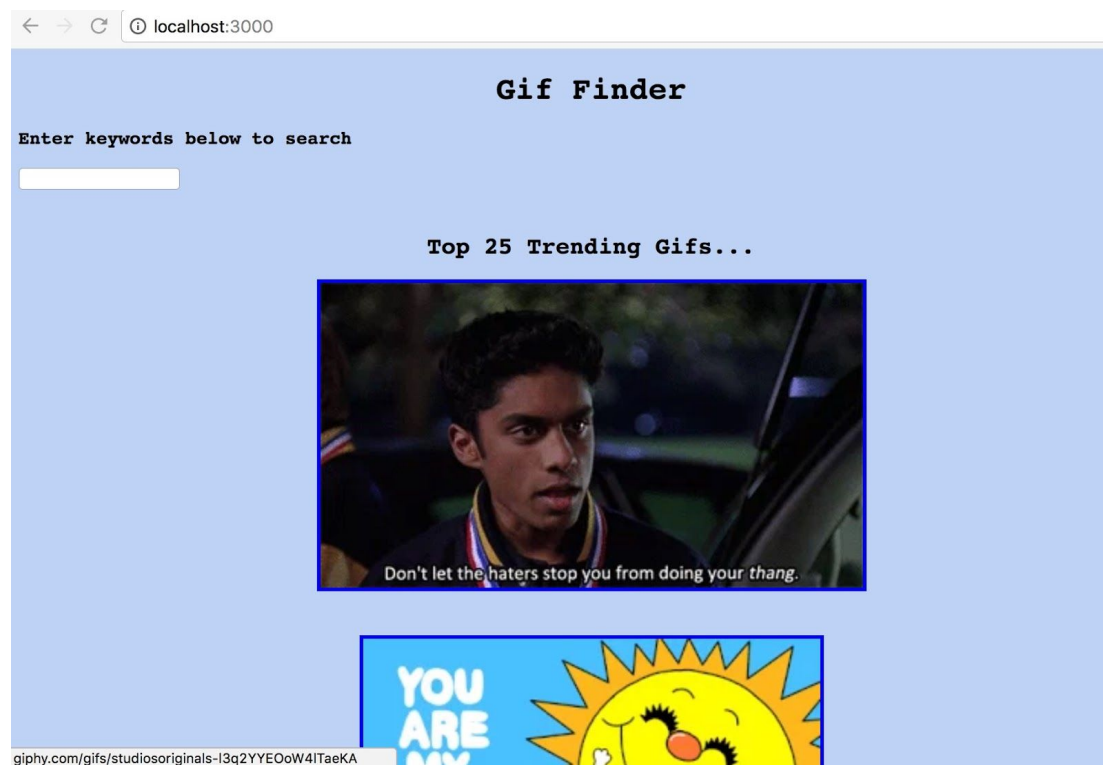 localhost:3000
Gif Finder
Enter keywords below to search
Top 25 Trending Gifs...
Don't let the haters stop you from doing your thang.
YOU
ARE
MY
giphy.com/gifs/studiosoriginals-l3q2YYEOoW4lTaeKA